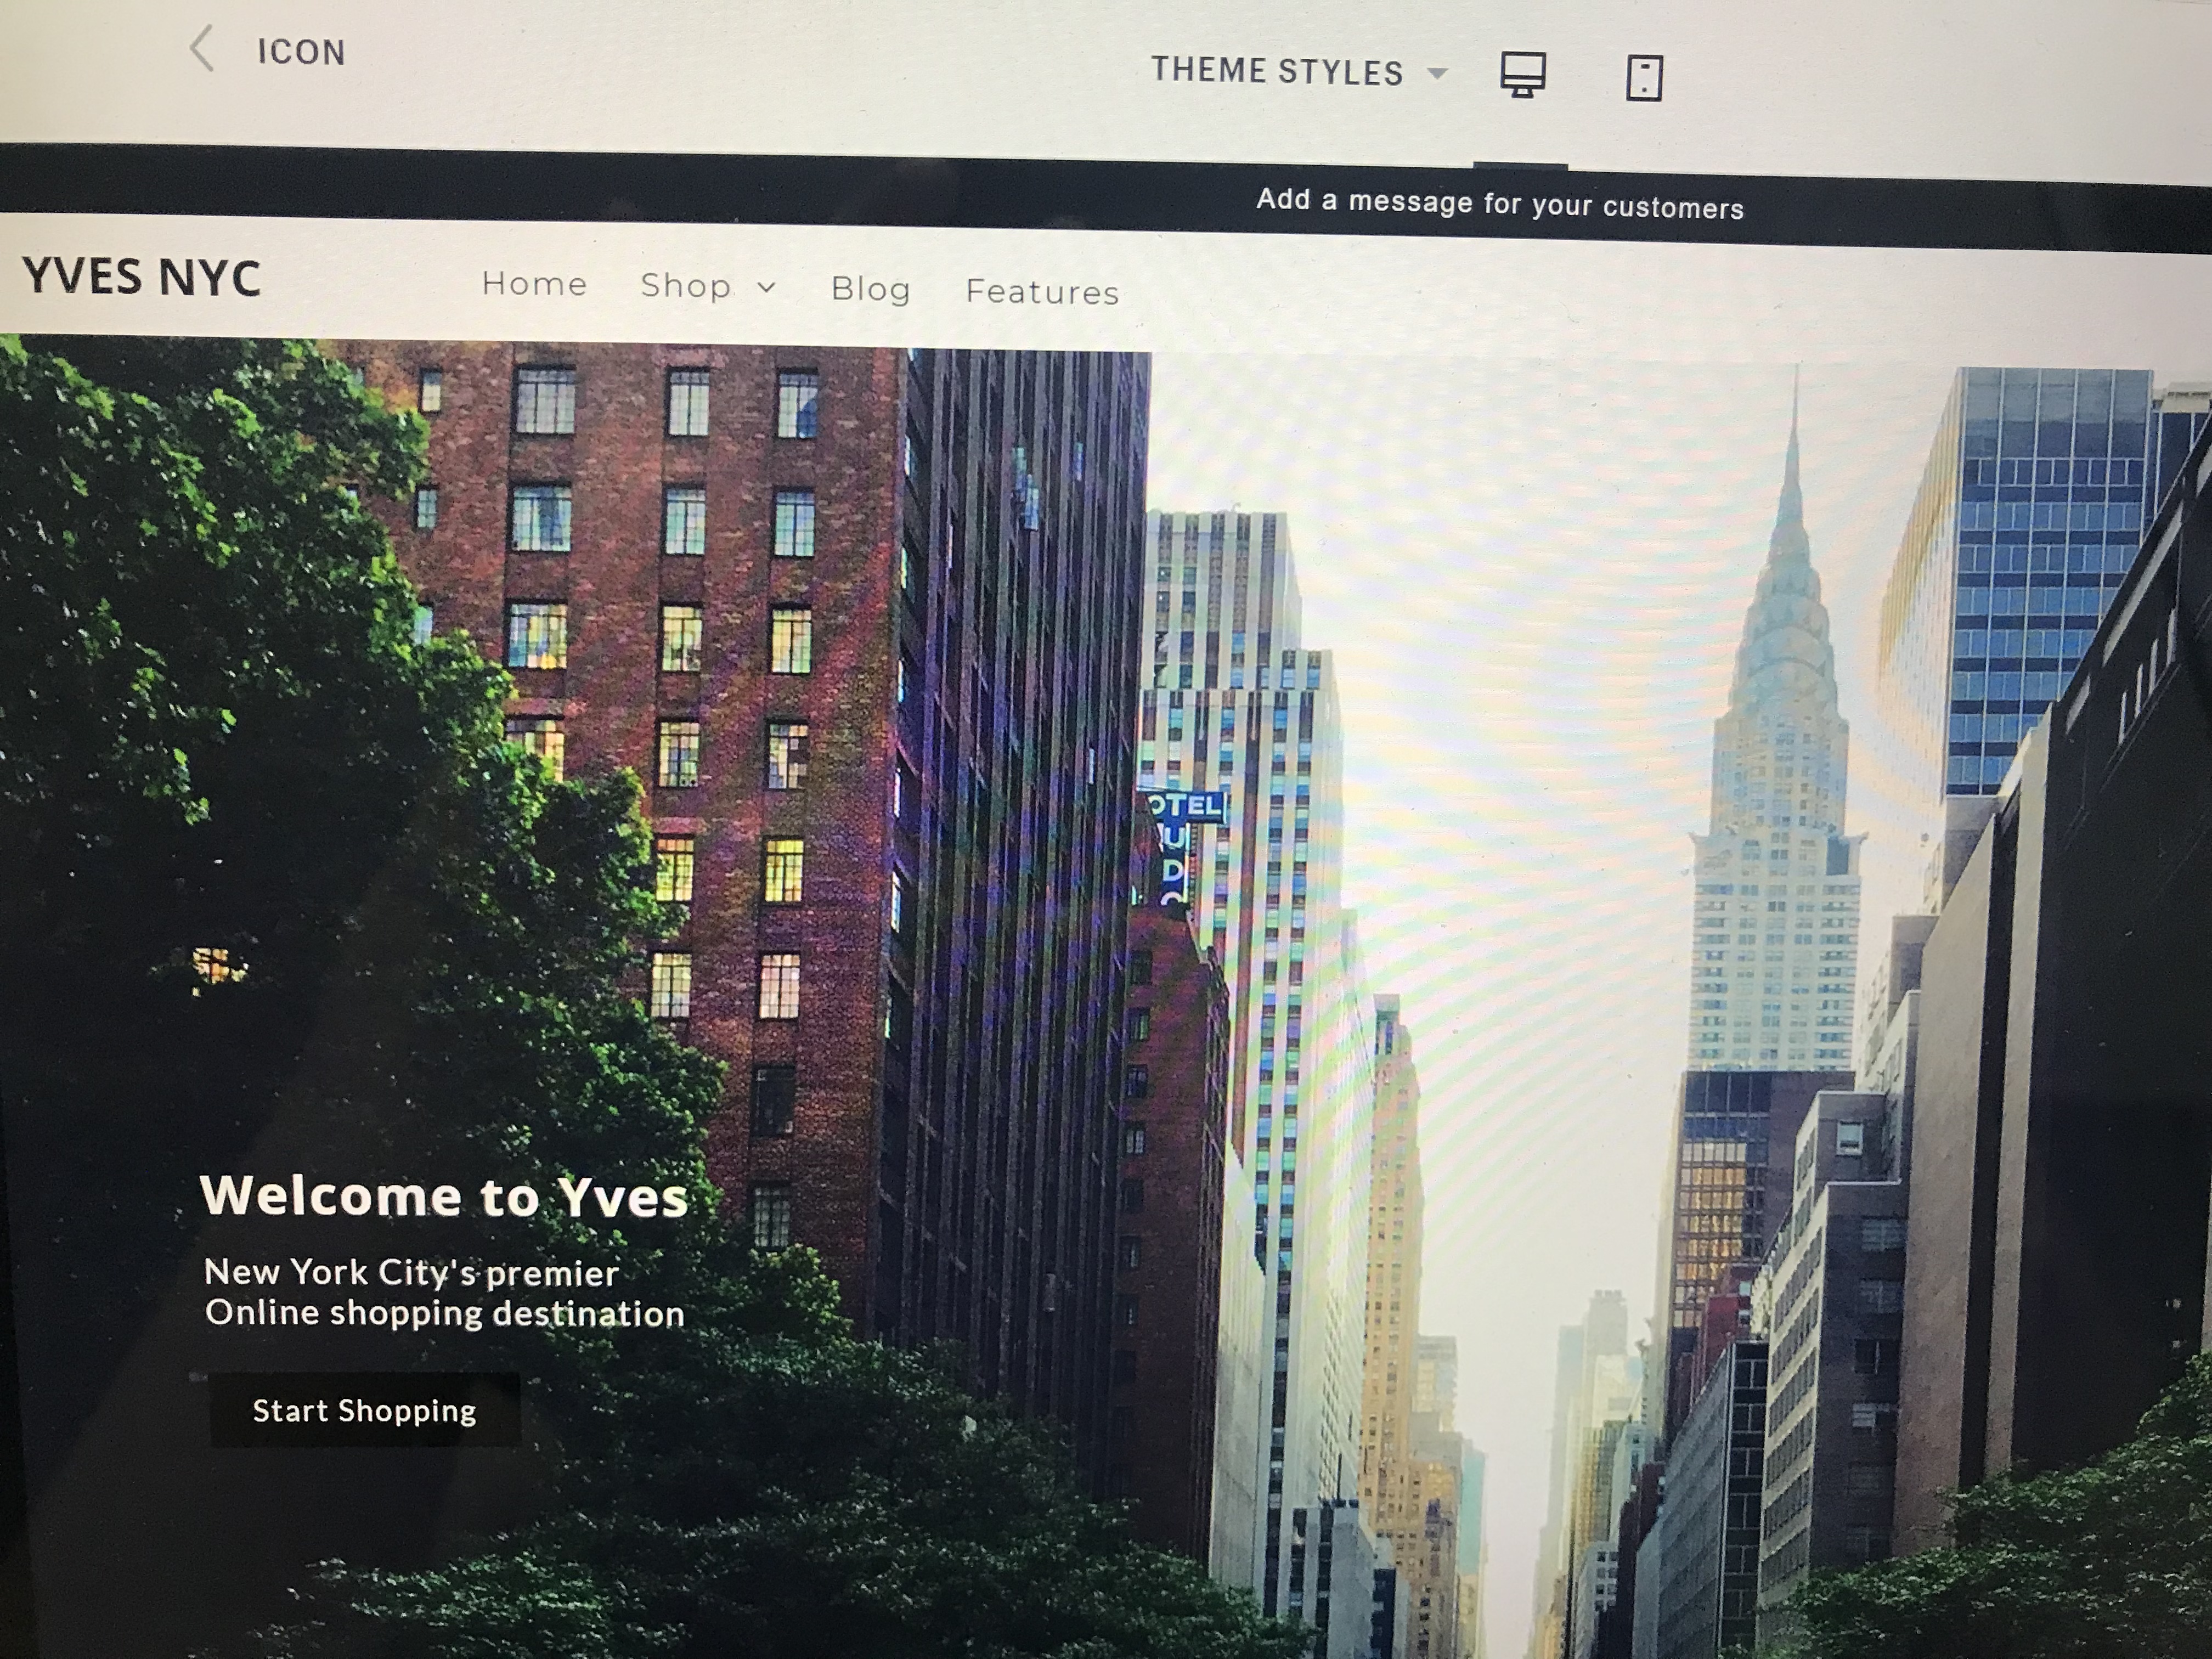 ICON
THEME STYLES
Add a message for your customers
YVES NYC
Home Shop Blog Features
OTEL
U
D
Welcome to Yves
New York City's premier
Online shopping destination
Start Shopping